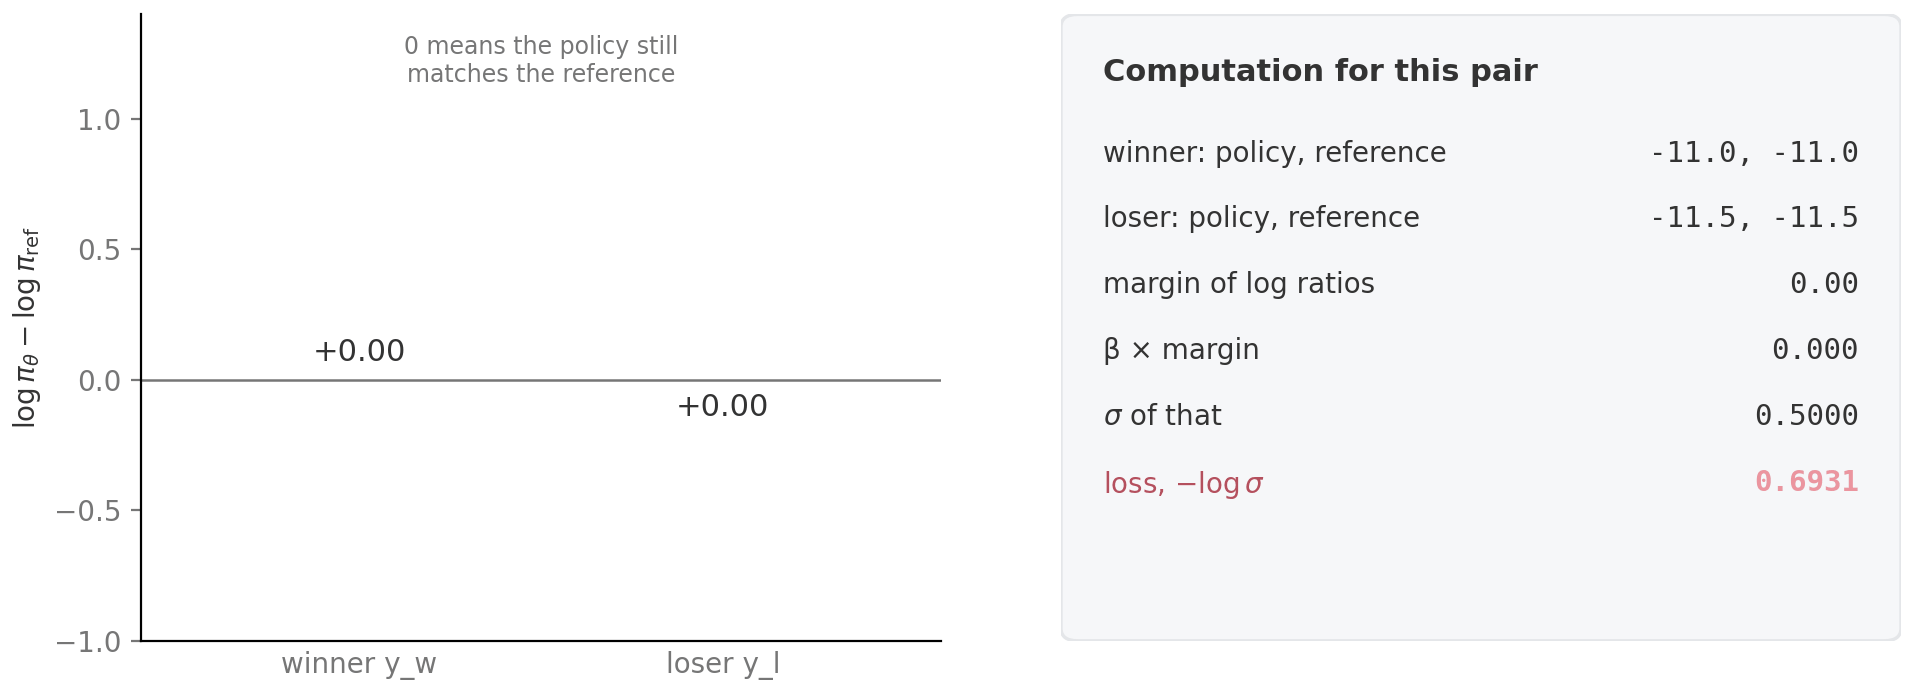 0 means the policy still
matches the reference
log π_θ − log π_ref
1.0
0.5
0.0
−0.5
−1.0
+0.00
+0.00
winner y_w
loser y_l
Computation for this pair
winner: policy, reference -11.0, -11.0
loser: policy, reference -11.5, -11.5
margin of log ratios 0.00
β × margin 0.000
σ of that 0.5000
loss, −log σ 0.6931